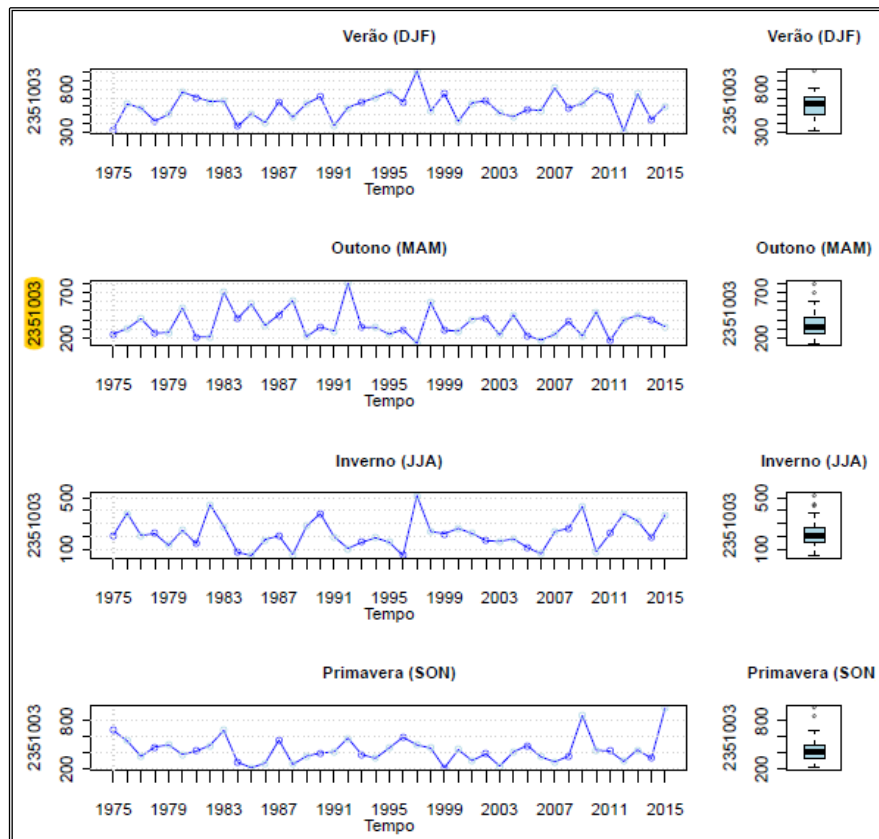 Verão (DJF)
Verão (DJF)
2351003
300 800
1975 1979 1983 1987 1991 1995 1999 2003 2007 2011 2015
Tempo
2351003
300 800
Outono (MAM)
Outono (MAM)
2351003
200 700
1975 1979 1983 1987 1991 1995 1999 2003 2007 2011 2015
Tempo
2351003
200 700
Inverno (JJA)
Inverno (JJA)
2351003
100 500
1975 1979 1983 1987 1991 1995 1999 2003 2007 2011 2015
Tempo
2351003
100 500
Primavera (SON)
Primavera (SON
2351003
200 800
1975 1979 1983 1987 1991 1995 1999 2003 2007 2011 2015
Tempo
2351003
200 800